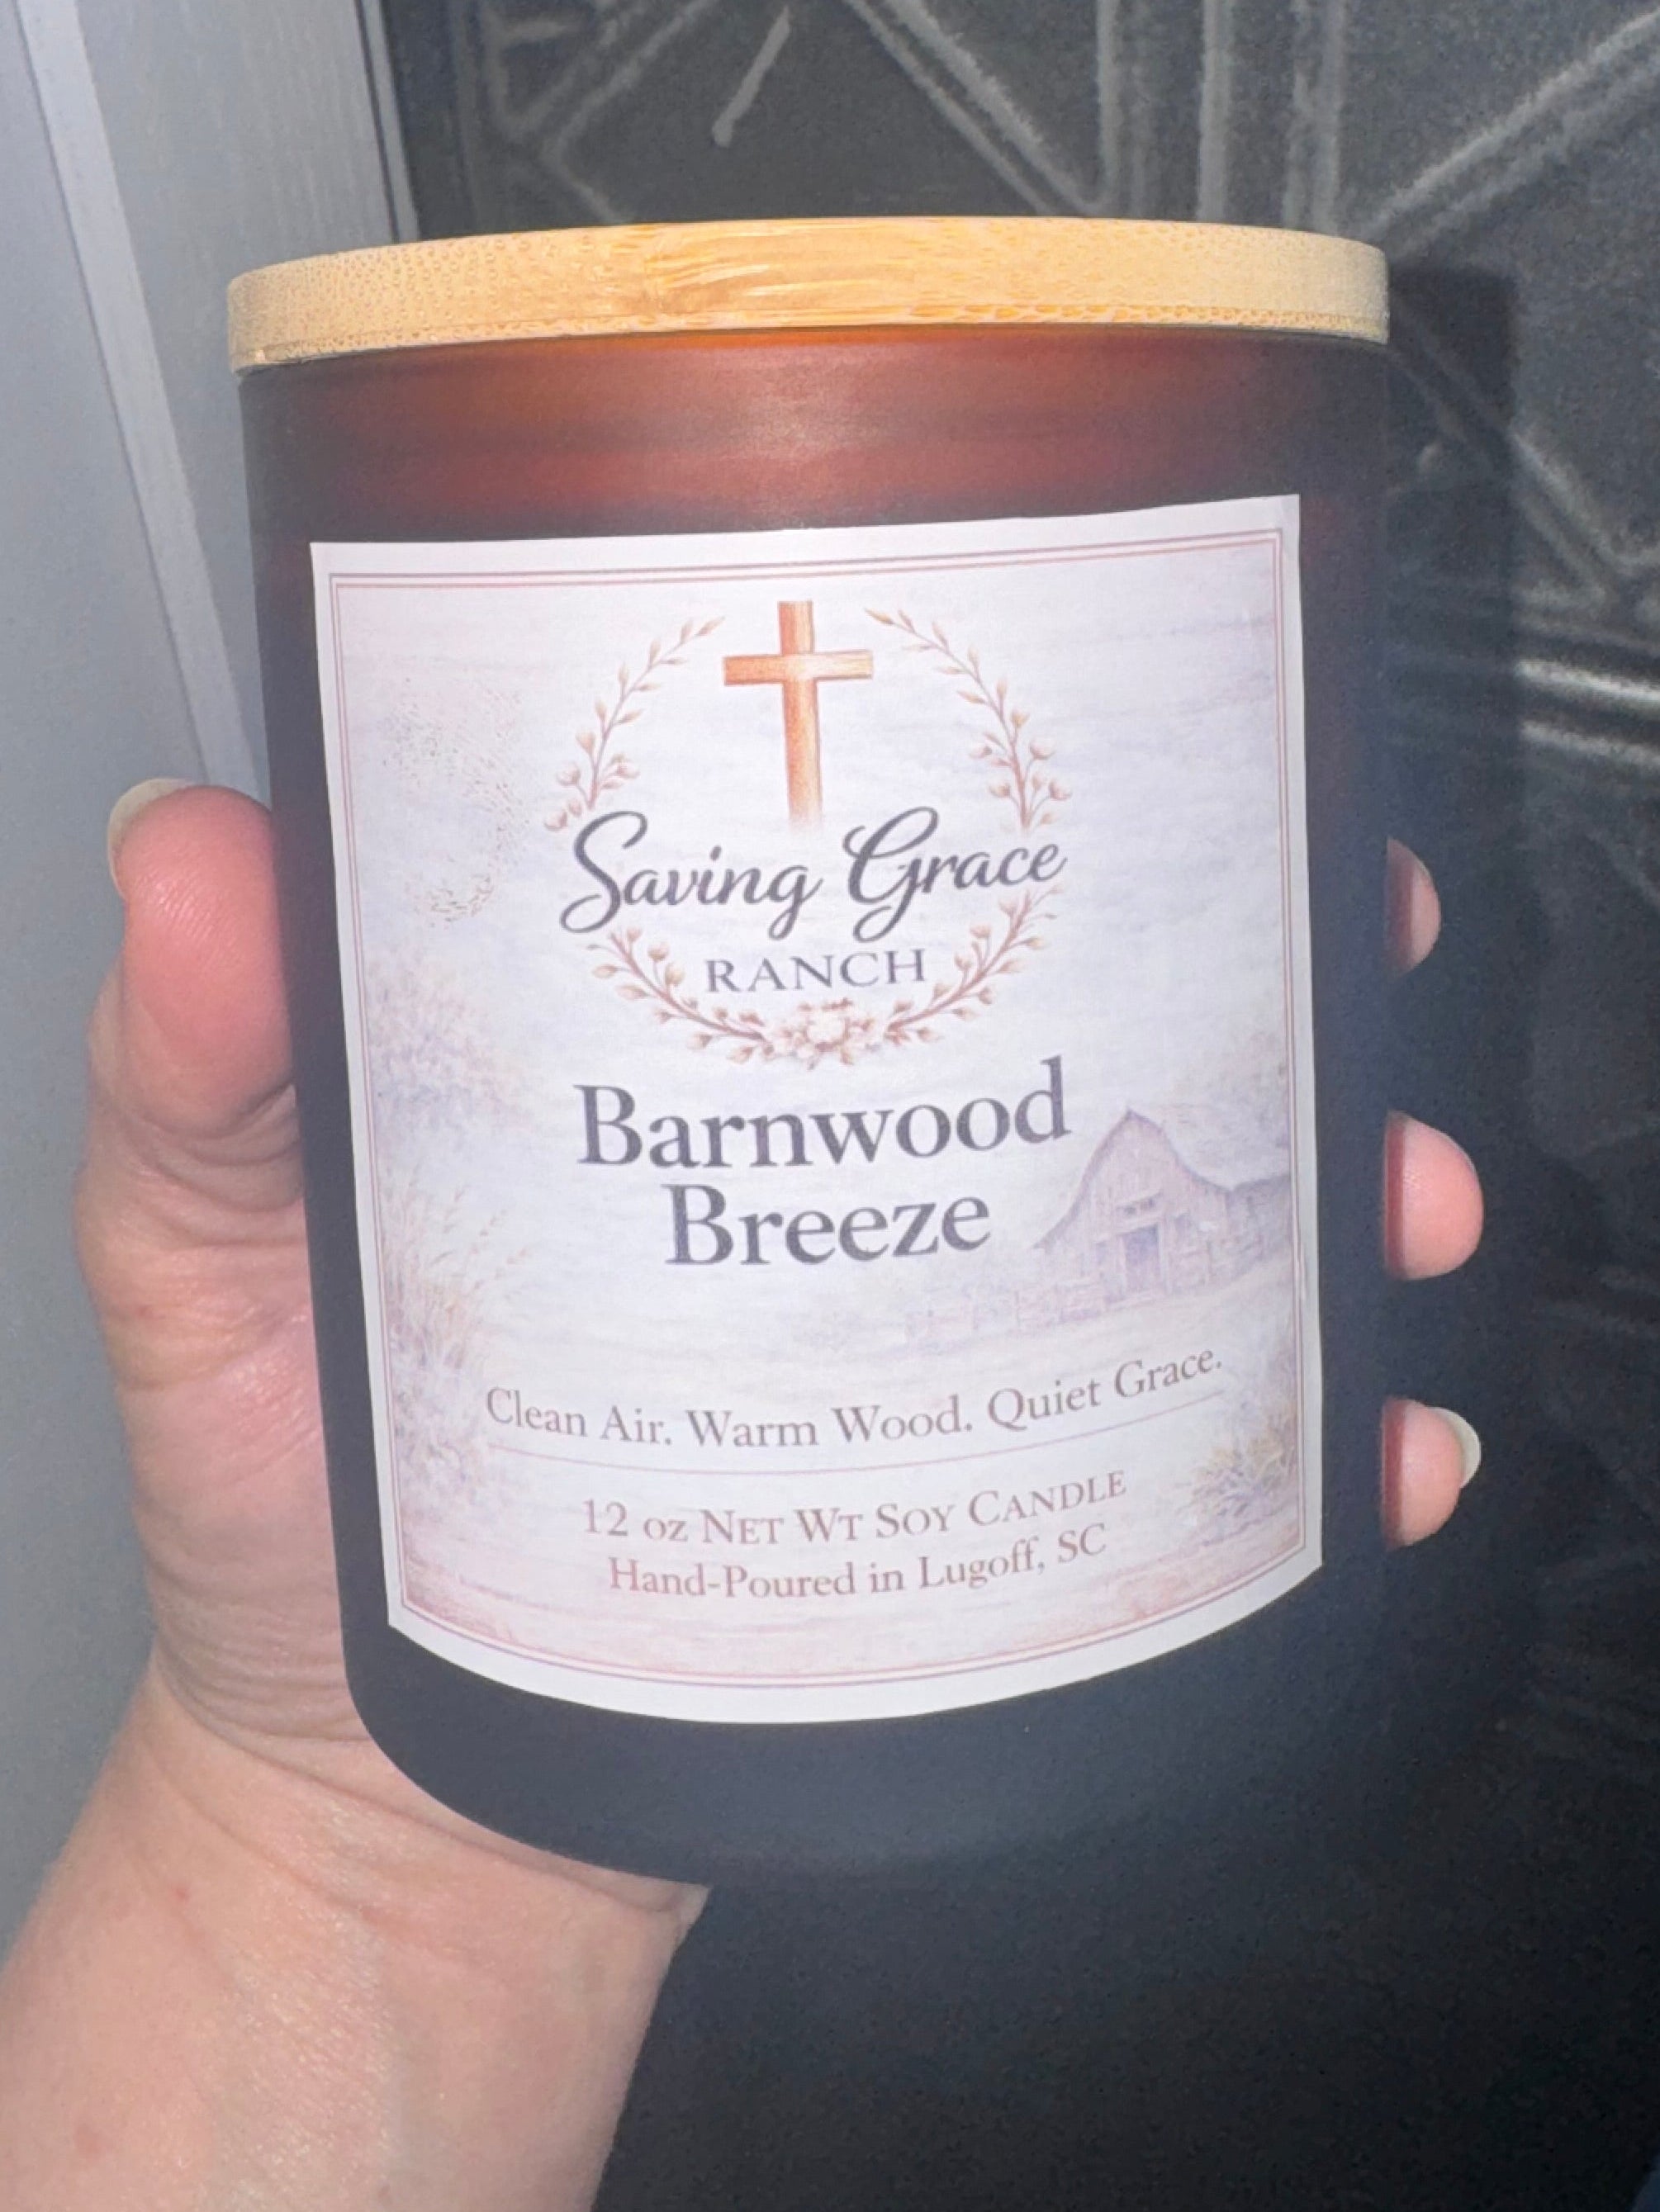 Saving Grace
RANCH
Barnwood
Breeze
Clean Air. Warm Wood. Quiet Grace.
12 oz NET WT SOY CANDLE
Hand-Poured in Lugoff, SC